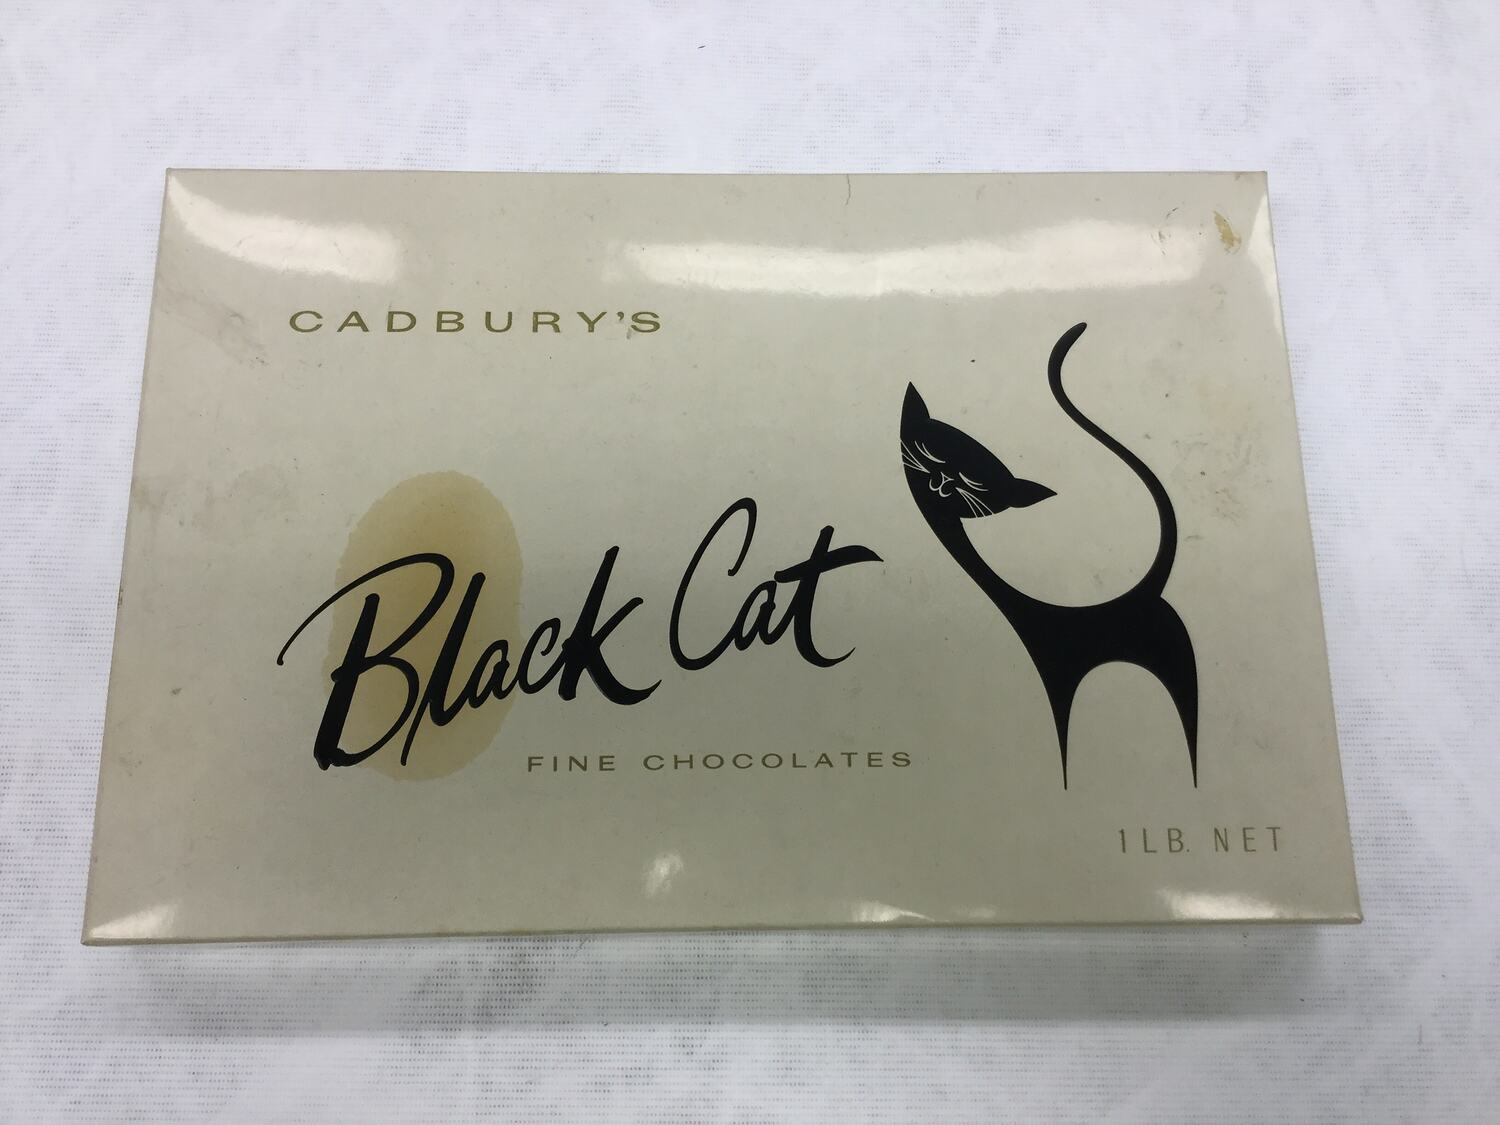 CADBURY'S
Black Cat
FINE CHOCOLATES
1 LB. NET